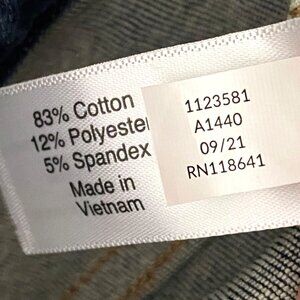 83% Cotton
12% Polyester
5% Spandex
Made in
Vietnam
1123581
A1440
09/21
RN118641